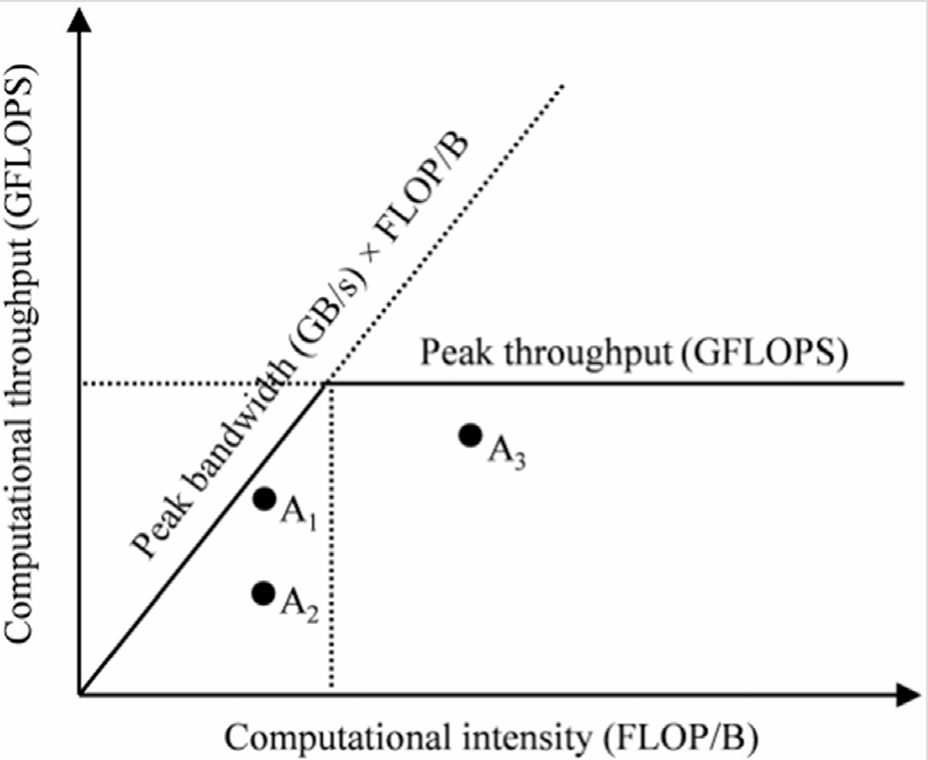 Computational throughput (GFLOPS)
Peak bandwidth (GB/s) × FLOP/B
Peak throughput (GFLOPS)
A₃
A₁
A₂
Computational intensity (FLOP/B)